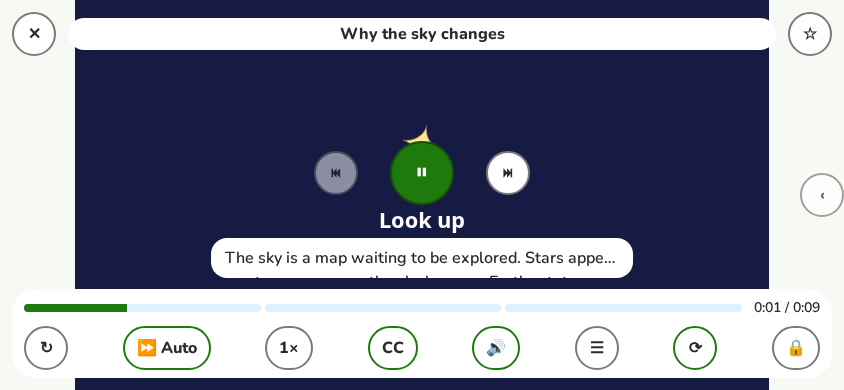 Why the sky changes
Look up
The sky is a map waiting to be explored. Stars appe...
0:01 / 0:09
Auto
1×
CC